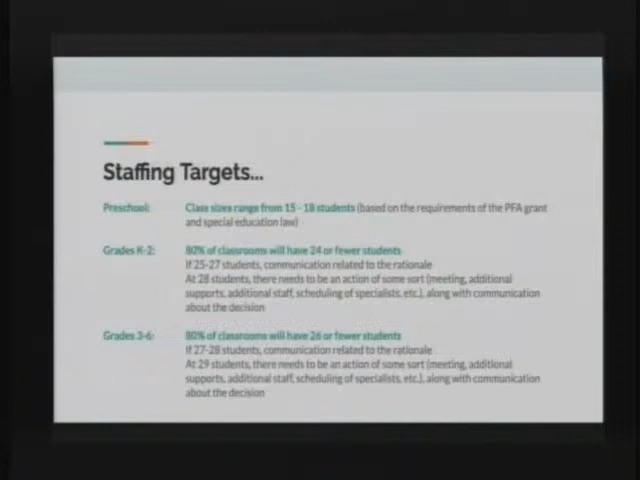 Staffing Targets...
Preschool: Class sizes range from 15 - 18 students (based on the requirements of the PFA grant
and special education law)
Grades K-2: 80% of classrooms will have 24 or fewer students
If 25-27 students, communication related to the rationale
At 28 students, there needs to be an action of some sort (meeting, additional
supports, additional staff, scheduling of specialists, etc.), along with communication
about the decision
Grades 3-6: 80% of classrooms will have 26 or fewer students
If 27-28 students, communication related to the rationale
At 29 students, there needs to be an action of some sort (meeting, additional
supports, additional staff, scheduling of specialists, etc.), along with communication
about the decision